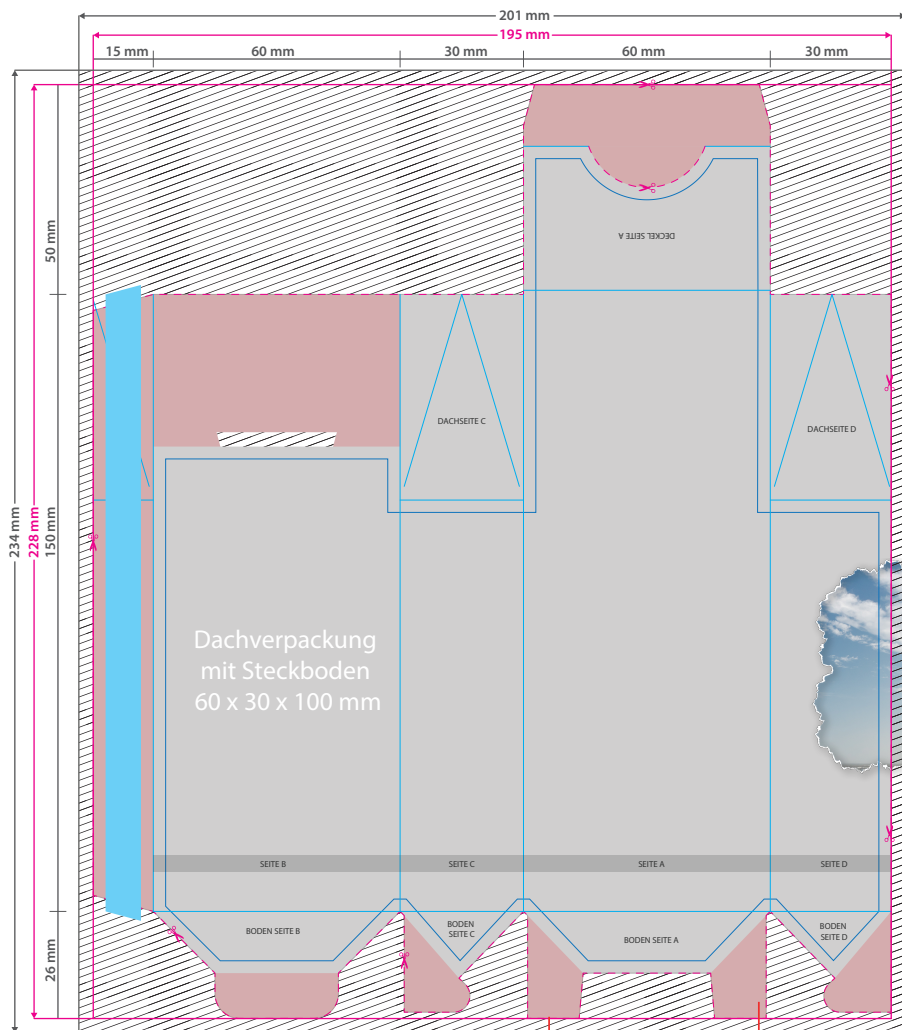 201 mm
195 mm
15 mm 60 mm 30 mm 60 mm 30 mm
50 mm
DECKEL SEITE A
DACHSEITE C
DACHSEITE D
234 mm
228 mm
150 mm
Dachverpackung
mit Steckboden
60 x 30 x 100 mm
SEITE B SEITE C SEITE A SEITE D
BODEN SEITE B
BODEN
SEITE C
BODEN SEITE A
BODEN
SEITE D
26 mm